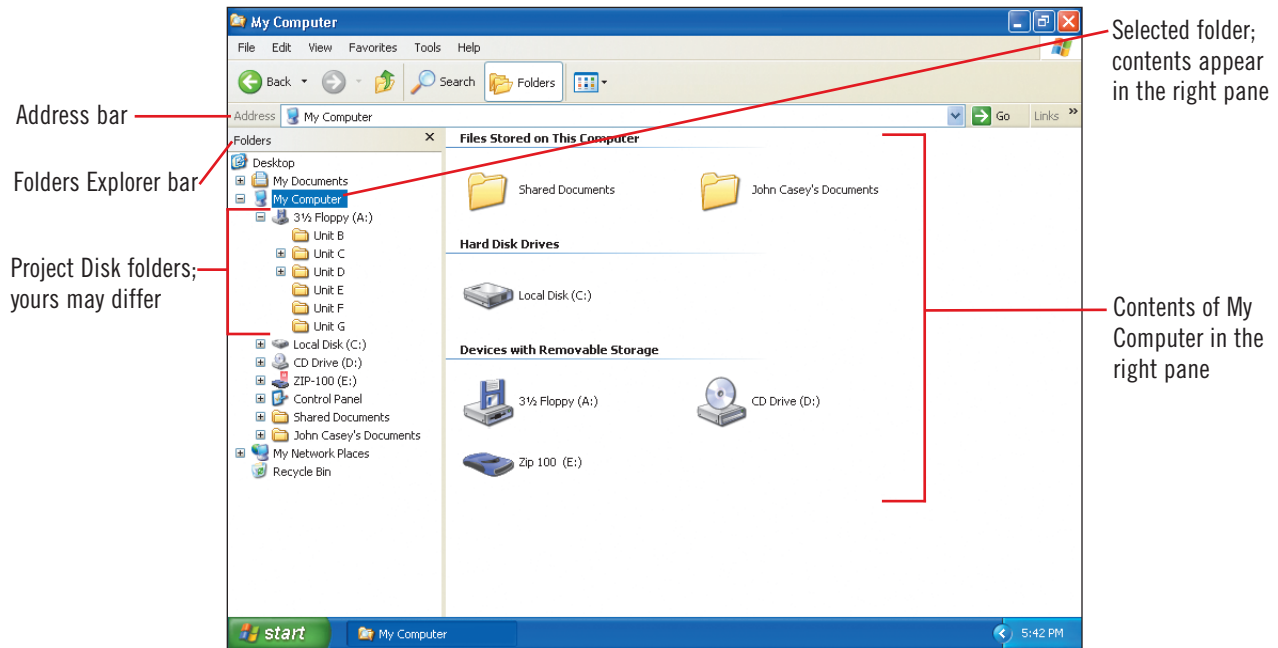 My Computer
File Edit View Favorites Tools Help
Back Search Folders
Address My Computer Go Links »
Folders ×
Desktop
My Documents
My Computer
3½ Floppy (A:)
Unit B
Unit C
Unit D
Unit E
Unit F
Unit G
Local Disk (C:)
CD Drive (D:)
ZIP-100 (E:)
Control Panel
Shared Documents
John Casey's Documents
My Network Places
Recycle Bin
Files Stored on This Computer
Shared Documents John Casey's Documents
Hard Disk Drives
Local Disk (C:)
Devices with Removable Storage
3½ Floppy (A:) CD Drive (D:)
Zip 100 (E:)
start My Computer 5:42 PM
Address bar
Folders Explorer bar
Project Disk folders;
yours may differ
Selected folder;
contents appear
in the right pane
Contents of My
Computer in the
right pane